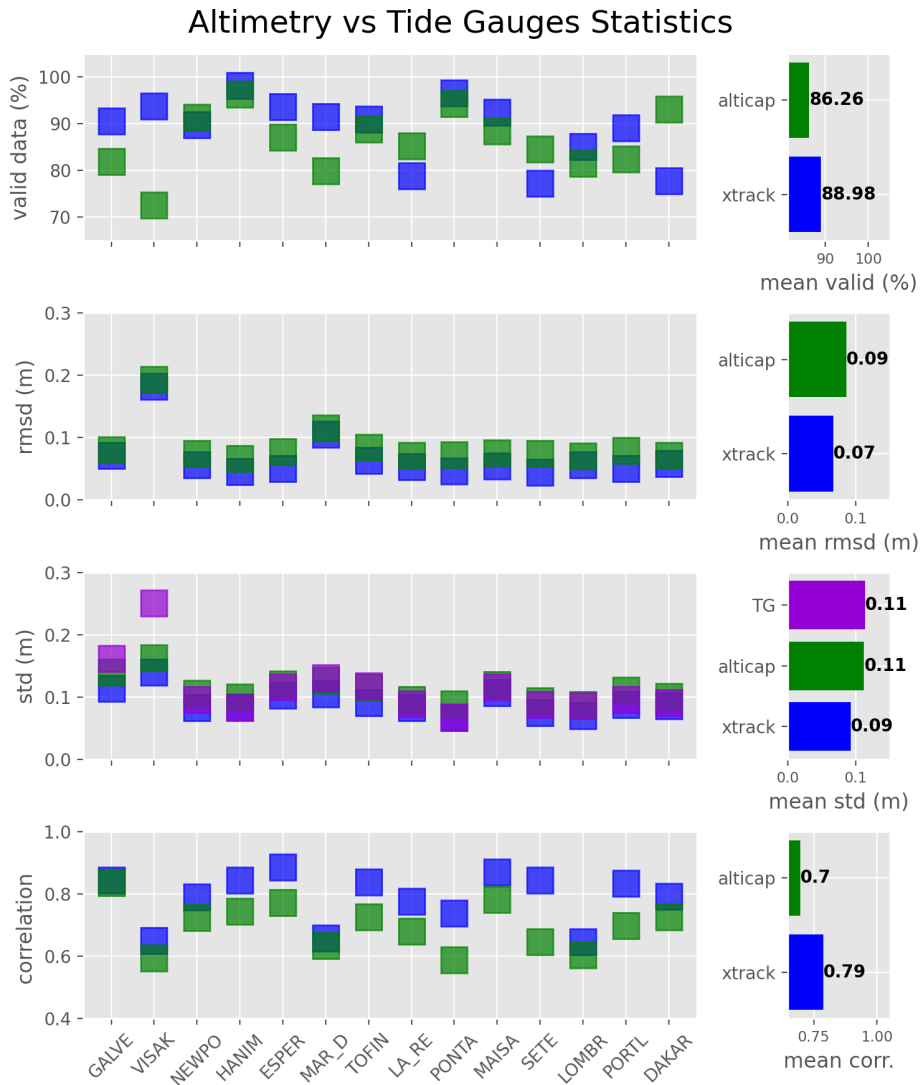 Altimetry vs Tide Gauges Statistics
valid data (%)
100
90
80
70
alticap
86.26
xtrack
88.98
90 100
mean valid (%)
rmsd (m)
0.3
0.2
0.1
0.0
alticap
0.09
xtrack
0.07
0.0 0.1
mean rmsd (m)
std (m)
0.3
0.2
0.1
0.0
TG
0.11
alticap
0.11
xtrack
0.09
0.0 0.1
mean std (m)
correlation
1.0
0.8
0.6
0.4
GALVE VISAK NEWPO HANIM ESPER MAR_D TOFIN LA_RE PONTA MAISA SETE LOMBR PORTL DAKAR
alticap
0.7
xtrack
0.79
0.75 1.00
mean corr.